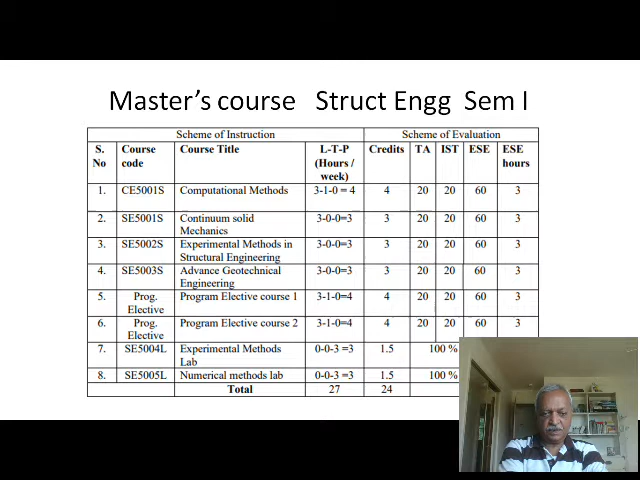 Master's course Struct Engg Sem I
Scheme of Instruction Scheme of Evaluation
S. No Course code Course Title L-T-P (Hours / week) Credits TA IST ESE ESE hours
1. CE5001S Computational Methods 3-1-0 = 4 4 20 20 60 3
2. SE5001S Continuum solid Mechanics 3-0-0=3 3 20 20 60 3
3. SE5002S Experimental Methods in Structural Engineering 3-0-0=3 3 20 20 60 3
4. SE5003S Advance Geotechnical Engineering 3-0-0=3 3 20 20 60 3
5. Prog. Elective Program Elective course 1 3-1-0=4 4 20 20 60 3
6. Prog. Elective Program Elective course 2 3-1-0=4 4 20 20 60 3
7. SE5004L Experimental Methods Lab 0-0-3 =3 1.5 100 %
8. SE5005L Numerical methods lab 0-0-3 =3 1.5 100 %
Total 27 24